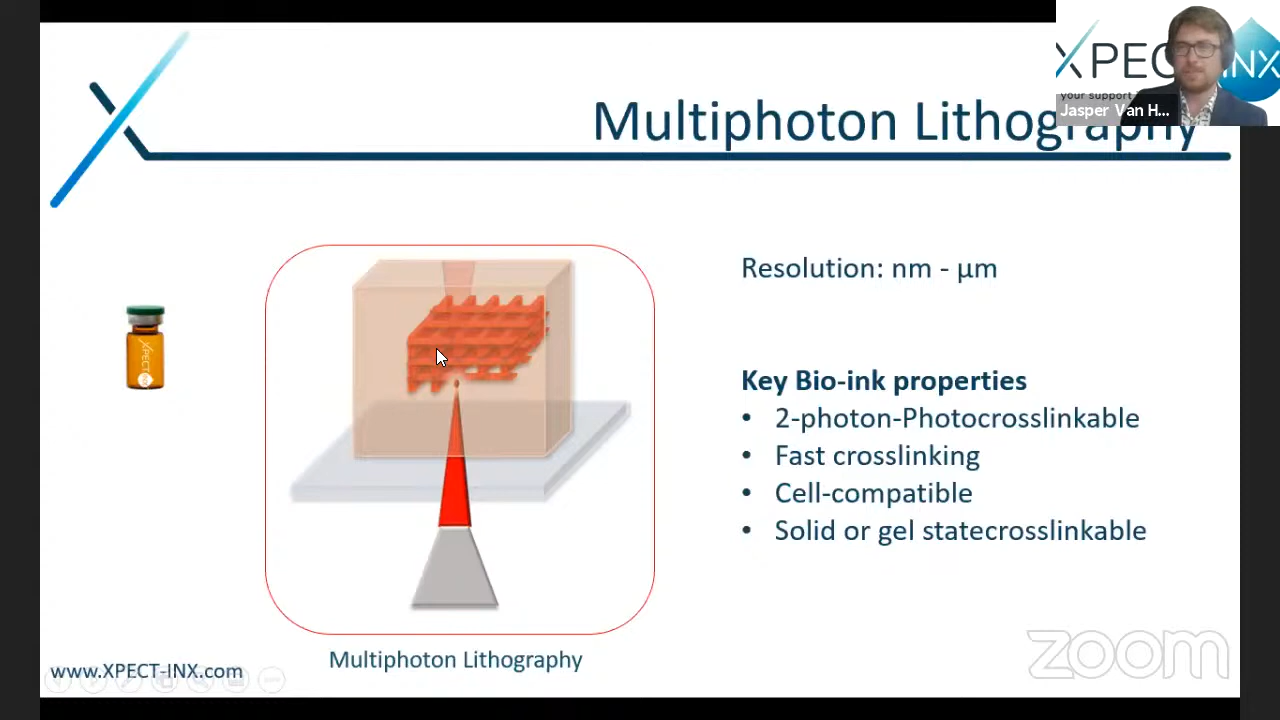 XPECT-INX
your support
Jasper Van H...
Multiphoton Lithography
Resolution: nm - µm
XPECT
Key Bio-ink properties
• 2-photon-Photocrosslinkable
• Fast crosslinking
• Cell-compatible
• Solid or gel statecrosslinkable
Multiphoton Lithography
www.XPECT-INX.com
zoom